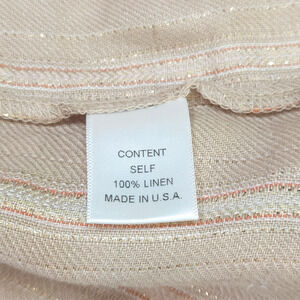 CONTENT
SELF
100% LINEN
MADE IN U.S.A.